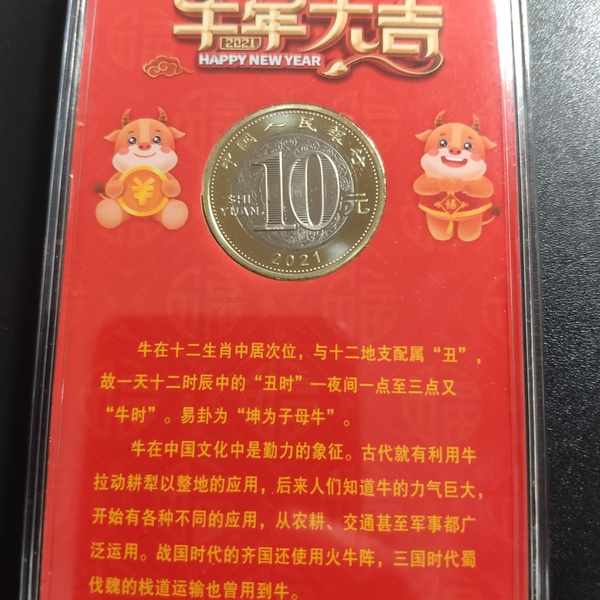 牛年大吉
2021
HAPPY NEW YEAR
中国人民银行
10
SHI
YUAN
元
2021
¥
福
牛在十二生肖中居次位，与十二地支配属“丑”，
故一天十二时辰中的“丑时”—夜间一点至三点又
“牛时”。易卦为“坤为子母牛”。
牛在中国文化中是勤力的象征。古代就有利用牛
拉动耕犁以整地的应用，后来人们知道牛的力气巨大，
开始有各种不同的应用，从农耕、交通甚至军事都广
泛运用。战国时代的齐国还使用火牛阵，三国时代蜀
伐魏的栈道运输也曾用到牛。